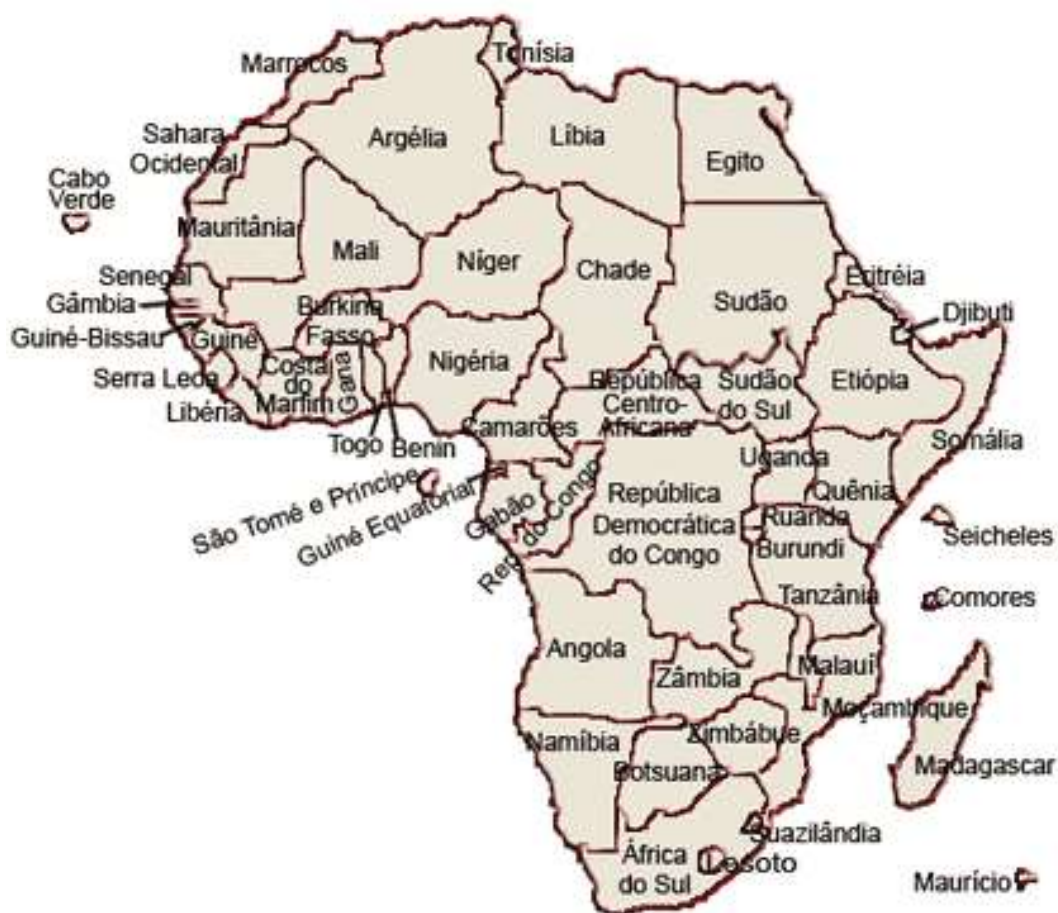 Tunísia
Marrocos
Argélia
Líbia
Egito
Sahara
Ocidental
Cabo
Verde
Mauritânia
Mali
Níger
Chade
Sudão
Eritréia
Senegal
Gâmbia
Guiné-Bissau
Guiné
Burkina
Fasso
Djibuti
Nigéria
Etiópia
Serra Leoa
Libéria
Costa
do
Marfim
Gana
Togo
Benin
Camarões
República
Centro-
Africana
Sudão
do Sul
Somália
Uganda
Quênia
São Tomé e Príncipe
Guiné Equatorial
Gabão
Rep. do Congo
República
Democrática
do Congo
Ruanda
Burundi
Seicheles
Tanzânia
Comores
Angola
Zâmbia
Malauí
Moçambique
Madagascar
Namíbia
Zimbábue
Botsuana
Suazilândia
África
do Sul
Lesoto
Maurício